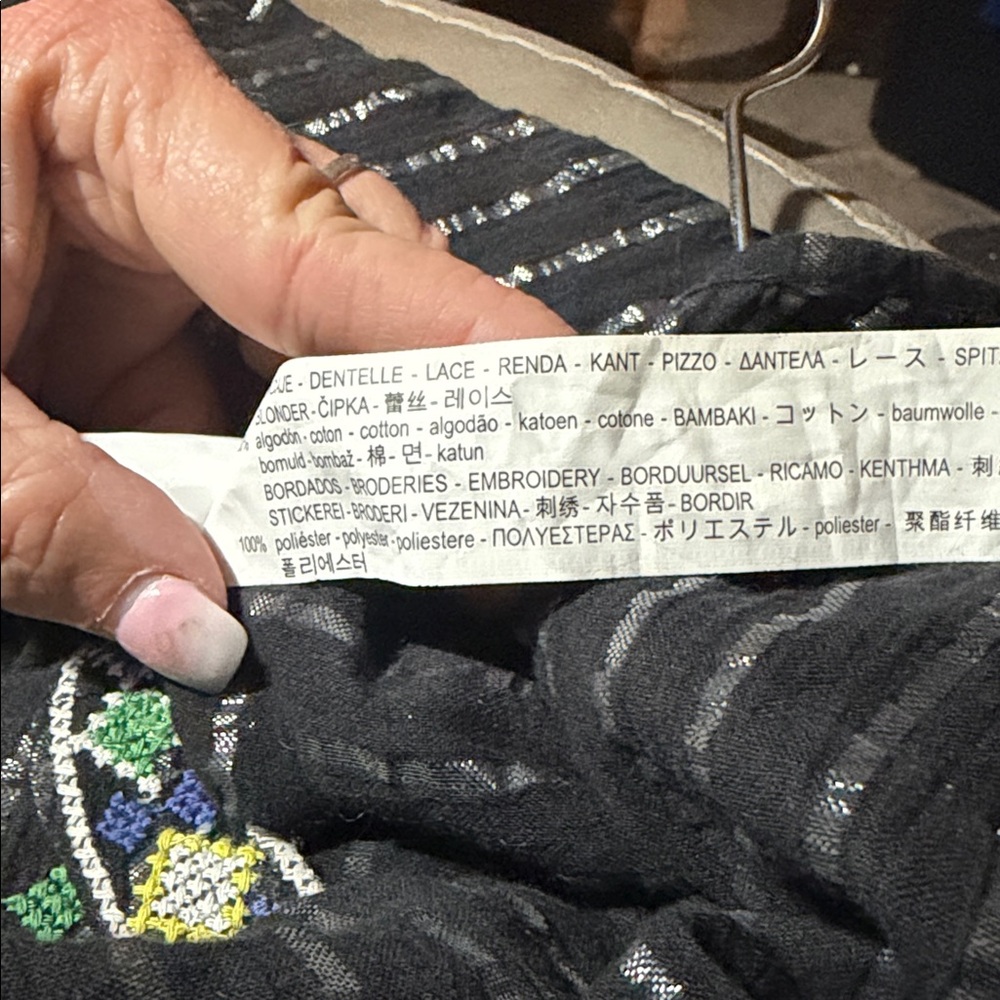 - DENTELLE - LACE - RENDA - KANT - PIZZO - ΔΑΝΤΕΛΑ - レース - SPIT
BLONDER - ČIPKA - 蕾丝 - 레이스
% algodón - coton - cotton - algodão - katoen - cotone - BAMBAKI - コットン - baumwolle -
bomuld - bombaž - 棉 - 면 - katun
BORDADOS - BRODERIES - EMBROIDERY - BORDUURSEL - RICAMO - KENTHMA - 刺
STICKEREI - BRODERI - VEZENINA - 刺绣 - 자수품 - BORDIR
100% poliéster - polyester - poliestere - ΠΟΛΥΕΣΤΕΡΑΣ - ポリエステル - poliester - 聚酯纤维
폴리에스터